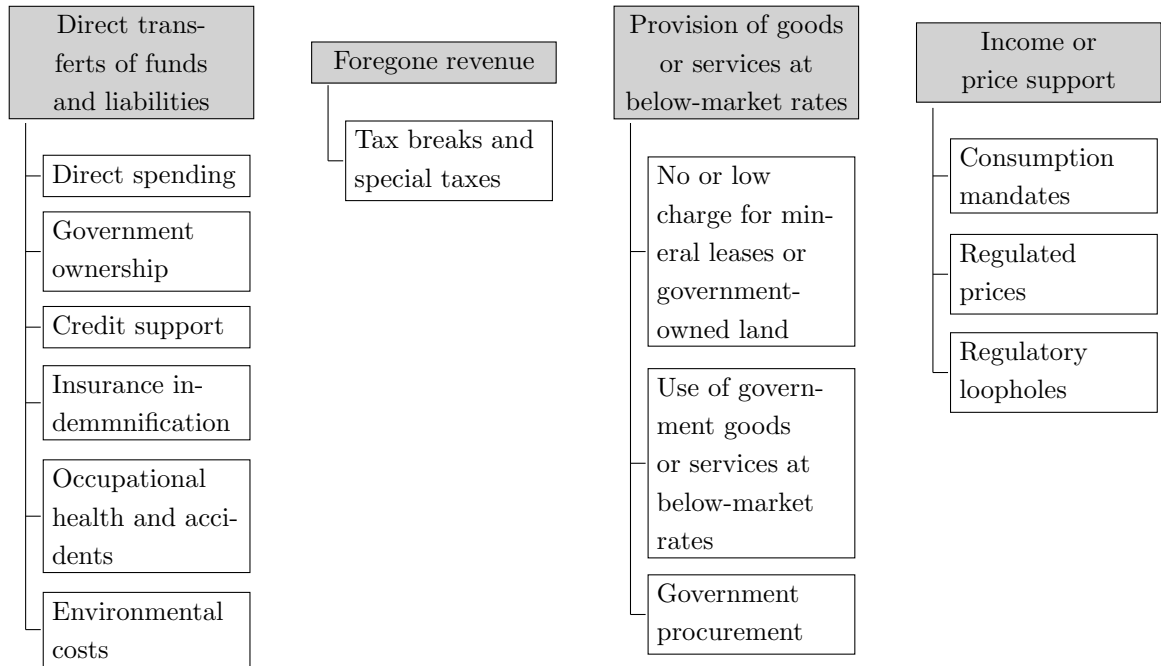 Direct trans-
ferts of funds
and liabilities
Direct spending
Government
ownership
Credit support
Insurance in-
demmnification
Occupational
health and acci-
dents
Environmental
costs
Foregone revenue
Tax breaks and
special taxes
Provision of goods
or services at
below-market rates
No or low
charge for min-
eral leases or
government-
owned land
Use of govern-
ment goods
or services at
below-market
rates
Government
procurement
Income or
price support
Consumption
mandates
Regulated
prices
Regulatory
loopholes